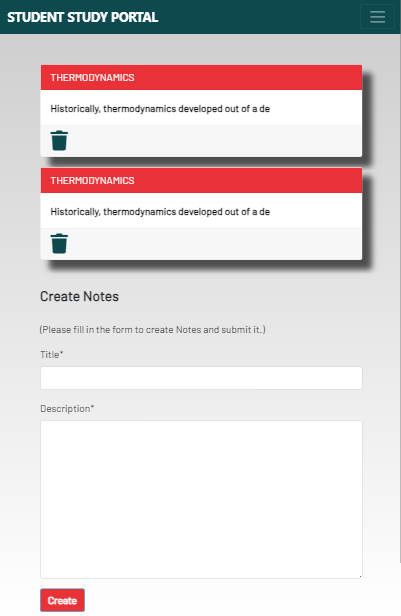 STUDENT STUDY PORTAL
THERMODYNAMICS
Historically, thermodynamics developed out of a de
THERMODYNAMICS
Historically, thermodynamics developed out of a de
Create Notes
(Please fill in the form to create Notes and submit it.)
Title*
Description*
Create